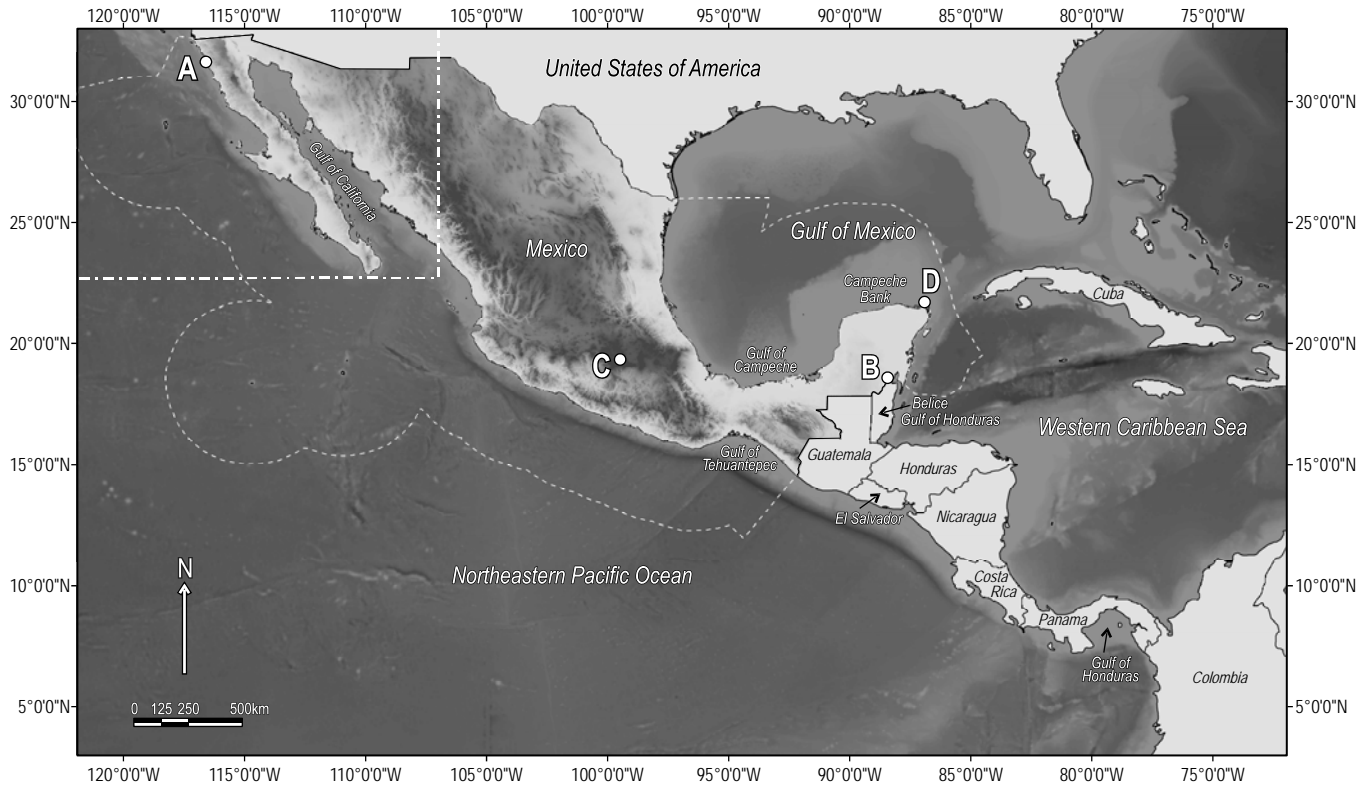 120°0'0"W 115°0'0"W 110°0'0"W 105°0'0"W 100°0'0"W 95°0'0"W 90°0'0"W 85°0'0"W 80°0'0"W 75°0'0"W
A
United States of America
30°0'0"N 30°0'0"N
Gulf of California
25°0'0"N 25°0'0"N
Mexico
Gulf of Mexico
Campeche
Bank
D
Cuba
20°0'0"N 20°0'0"N
C
Gulf of
Campeche
B
Belice
Gulf of Honduras
Western Caribbean Sea
Gulf of
Tehuantepec
Guatemala
Honduras
15°0'0"N 15°0'0"N
El Salvador
Nicaragua
N
Northeastern Pacific Ocean
10°0'0"N 10°0'0"N
Costa
Rica
Panama
Gulf of
Honduras
Colombia
0 125 250 500km
5°0'0"N 5°0'0"N
120°0'0"W 115°0'0"W 110°0'0"W 105°0'0"W 100°0'0"W 95°0'0"W 90°0'0"W 85°0'0"W 80°0'0"W 75°0'0"W